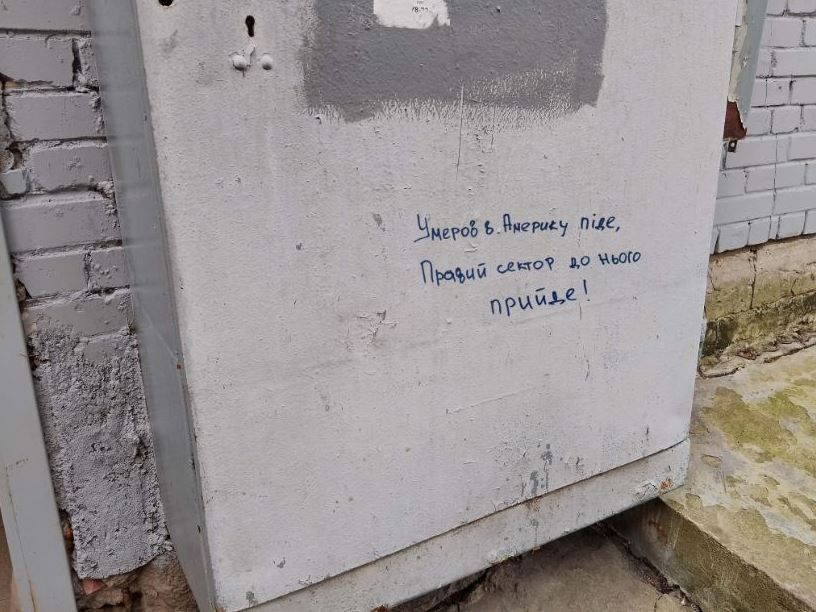 Умеров в Америку піде,
Правий сектор до нього
прийде!